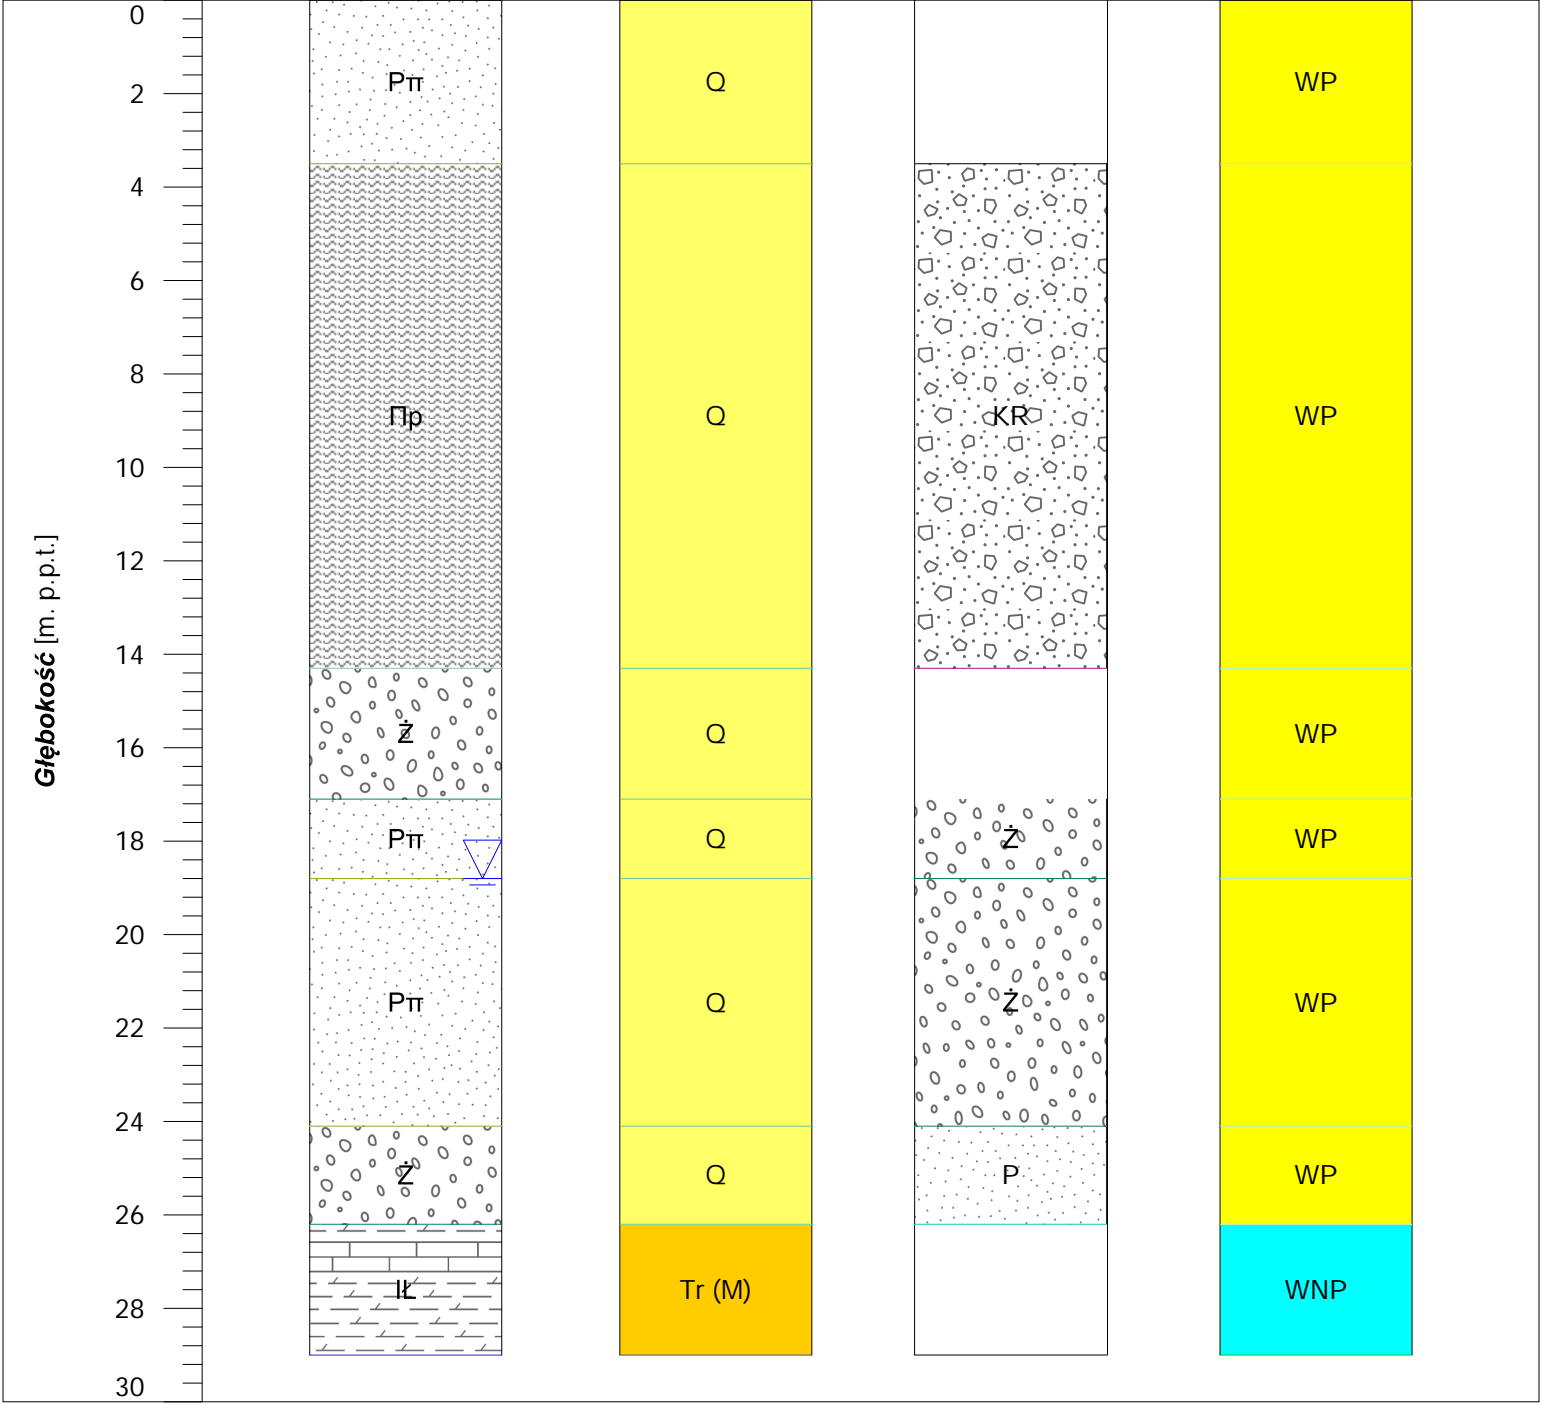 0
Pπ Q WP
2
4
6
8
Πp Q KR WP
10
12
Głębokość [m. p.p.t.]
14
Ż Q WP
16
18
Pπ Q Ż WP
20
Pπ Q Ż WP
22
24
Ż Q P WP
26
IŁ Tr (M) WNP
28
30